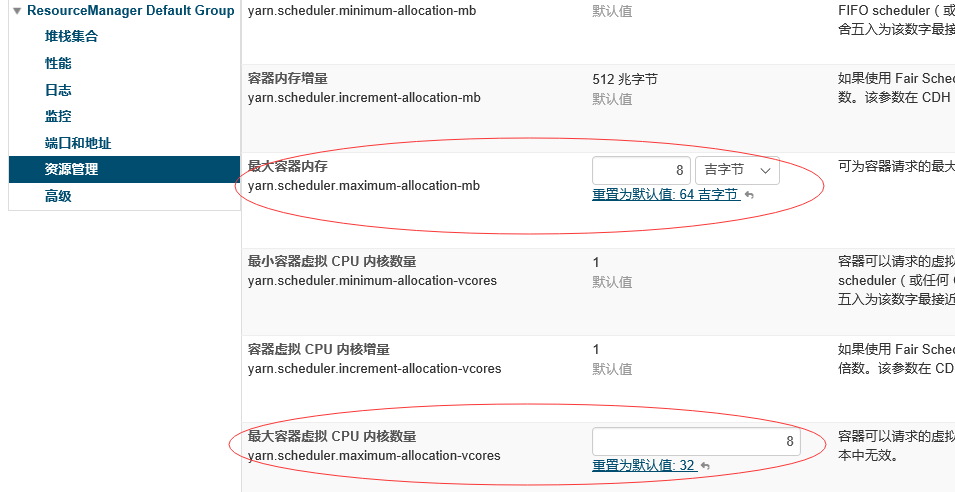 ResourceManager Default Group
堆栈集合
性能
日志
监控
端口和地址
资源管理
高级
yarn.scheduler.minimum-allocation-mb
默认值
FIFO scheduler（或
舍五入为该数字最接
容器内存增量
yarn.scheduler.increment-allocation-mb
512 兆字节
默认值
如果使用 Fair Sched
数。该参数在 CDH
最大容器内存
yarn.scheduler.maximum-allocation-mb
8 吉字节
重置为默认值: 64 吉字节
可为容器请求的最大
最小容器虚拟 CPU 内核数量
yarn.scheduler.minimum-allocation-vcores
1
默认值
容器可以请求的虚拟
scheduler（或任何
五入为该数字最接近
容器虚拟 CPU 内核增量
yarn.scheduler.increment-allocation-vcores
1
默认值
如果使用 Fair Sched
倍数。该参数在 CD
最大容器虚拟 CPU 内核数量
yarn.scheduler.maximum-allocation-vcores
8
重置为默认值: 32
容器可以请求的虚拟
本中无效。